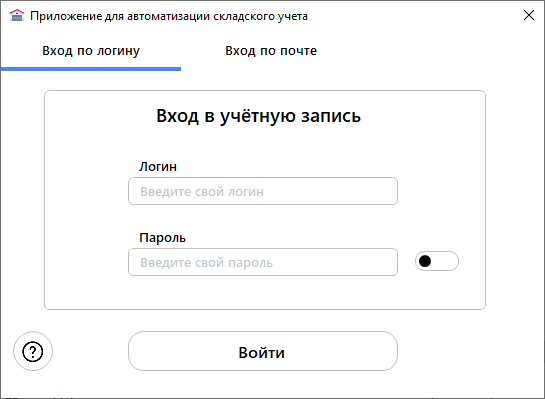 Приложение для автоматизации складского учета
Вход по логину
Вход по почте
Вход в учётную запись
Логин
Введите свой логин
Пароль
Введите свой пароль
?
Войти